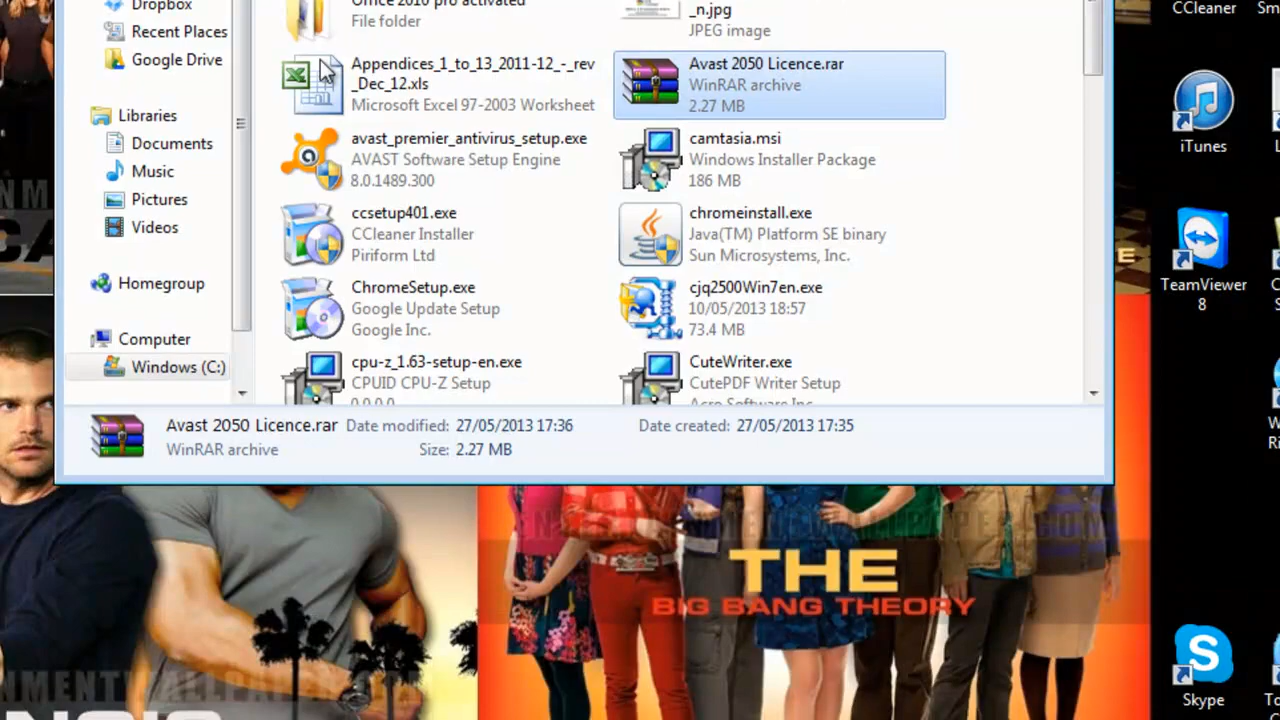 Dropbox
Recent Places
Google Drive
Libraries
Documents
Music
Pictures
Videos
Homegroup
Computer
Windows (C:)
Office 2010 pro activated
File folder
_n.jpg
JPEG image
Appendices_1_to_13_2011-12_-_rev
_Dec_12.xls
Microsoft Excel 97-2003 Worksheet
Avast 2050 Licence.rar
WinRAR archive
2.27 MB
avast_premier_antivirus_setup.exe
AVAST Software Setup Engine
8.0.1489.300
camtasia.msi
Windows Installer Package
186 MB
ccsetup401.exe
CCleaner Installer
Piriform Ltd
chromeinstall.exe
Java(TM) Platform SE binary
Sun Microsystems, Inc.
ChromeSetup.exe
Google Update Setup
Google Inc.
cjq2500Win7en.exe
10/05/2013 18:57
73.4 MB
cpu-z_1.63-setup-en.exe
CPUID CPU-Z Setup
0.0.0.0
CuteWriter.exe
CutePDF Writer Setup
Acro Software Inc.
Avast 2050 Licence.rar Date modified: 27/05/2013 17:36 Date created: 27/05/2013 17:35
WinRAR archive Size: 2.27 MB
CCleaner
iTunes
TeamViewer
8
Skype
THE
BIG BANG THEORY